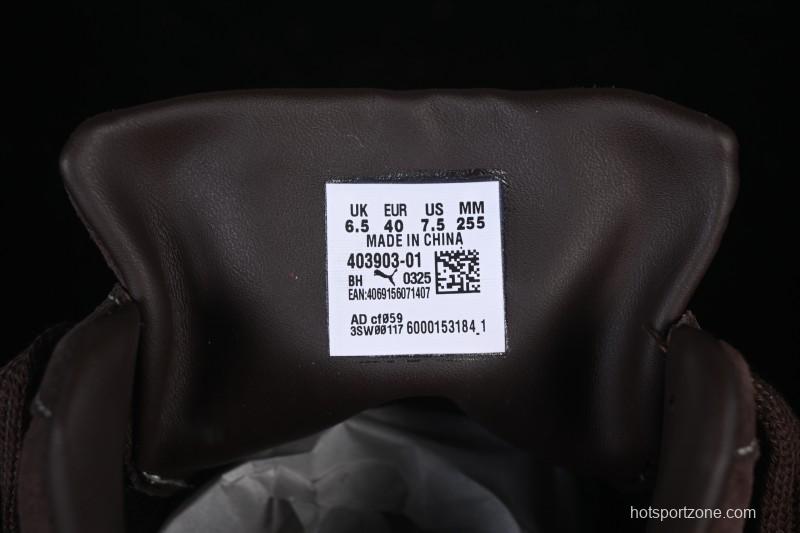 UK EUR US MM
6.5 40 7.5 255
MADE IN CHINA
403903-01
BH 0325
EAN:4069156071407
AD cf059
3SW00117 6000153184_1
hotsportzone.com